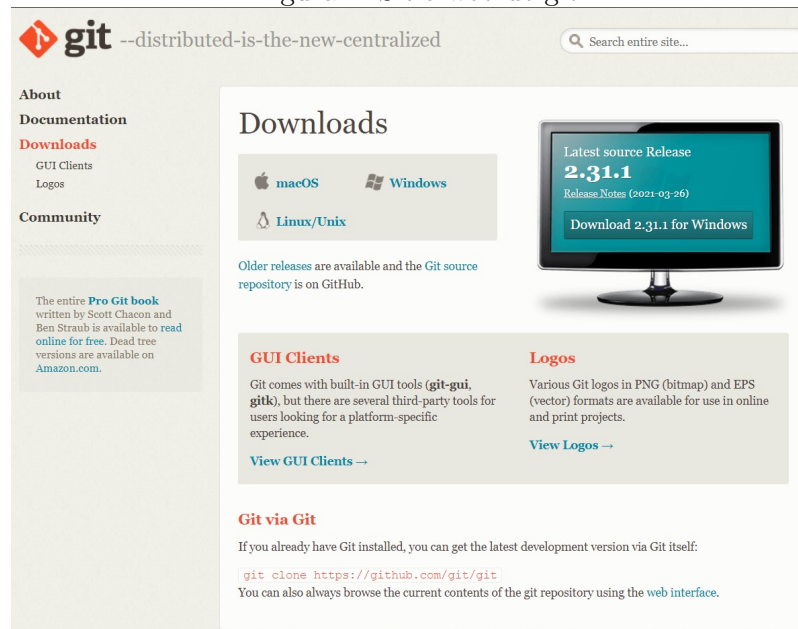 git --distributed-is-the-new-centralized
Search entire site...
About
Documentation
Downloads
GUI Clients
Logos
Community
The entire Pro Git book
written by Scott Chacon and
Ben Straub is available to read
online for free. Dead tree
versions are available on
Amazon.com.
Downloads
macOS
Windows
Linux/Unix
Older releases are available and the Git source
repository is on GitHub.
Latest source Release
2.31.1
Release Notes (2021-03-26)
Download 2.31.1 for Windows
GUI Clients
Git comes with built-in GUI tools (git-gui,
gitk), but there are several third-party tools for
users looking for a platform-specific
experience.
View GUI Clients →
Logos
Various Git logos in PNG (bitmap) and EPS
(vector) formats are available for use in online
and print projects.
View Logos →
Git via Git
If you already have Git installed, you can get the latest development version via Git itself:
git clone https://github.com/git/git
You can also always browse the current contents of the git repository using the web interface.